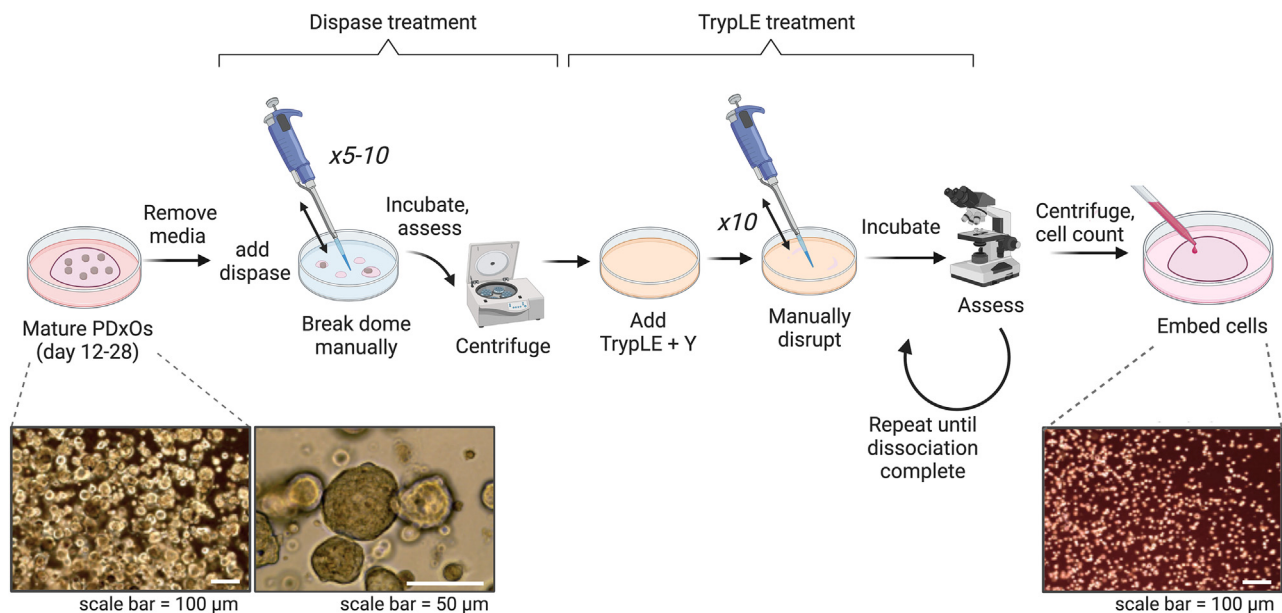 Dispase treatment
TrypLE treatment
x5-10
Remove
media
add
dispase
Incubate,
assess
x10
Incubate
Centrifuge,
cell count
Mature PDxOs
(day 12-28)
Break dome
manually
Centrifuge
Add
TrypLE + Y
Manually
disrupt
Assess
Embed cells
Repeat until
dissociation
complete
scale bar = 100 µm
scale bar = 50 µm
scale bar = 100 µm